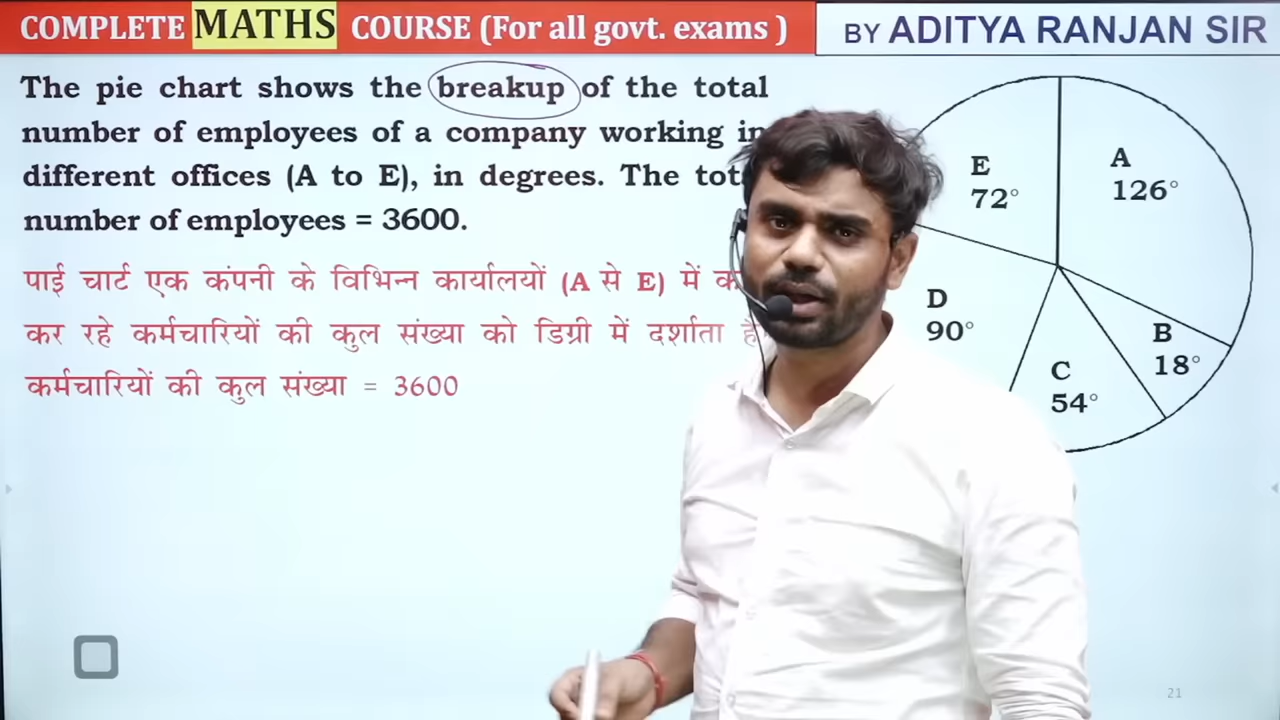 COMPLETE MATHS COURSE (For all govt. exams )
BY ADITYA RANJAN SIR
The pie chart shows the breakup of the total
number of employees of a company working in
different offices (A to E), in degrees. The
number of employees = 3600.
पाई चार्ट एक कंपनी के विभिन्न कार्यालयों (A से E) में
कर रहे कर्मचारियों की कुल संख्या को डिग्री में दर्शाता
कर्मचारियों की कुल संख्या = 3600
E
72°
A
126°
D
90°
B
18°
C
54°
21